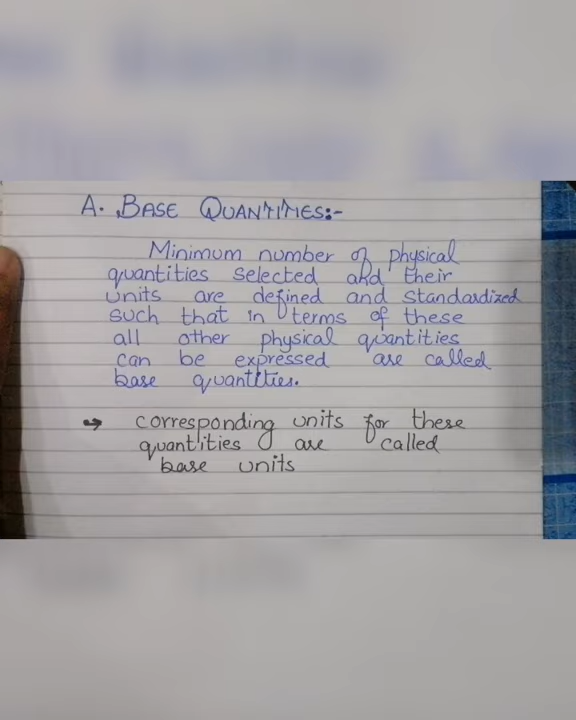 A. BASE QUANTITIES:-
Minimum number of physical
quantities selected and their
units are defined and standardized
such that in terms of these
all other physical quantities
can be expressed are called
base quantities.
→ corresponding units for these
quantities are called
base units